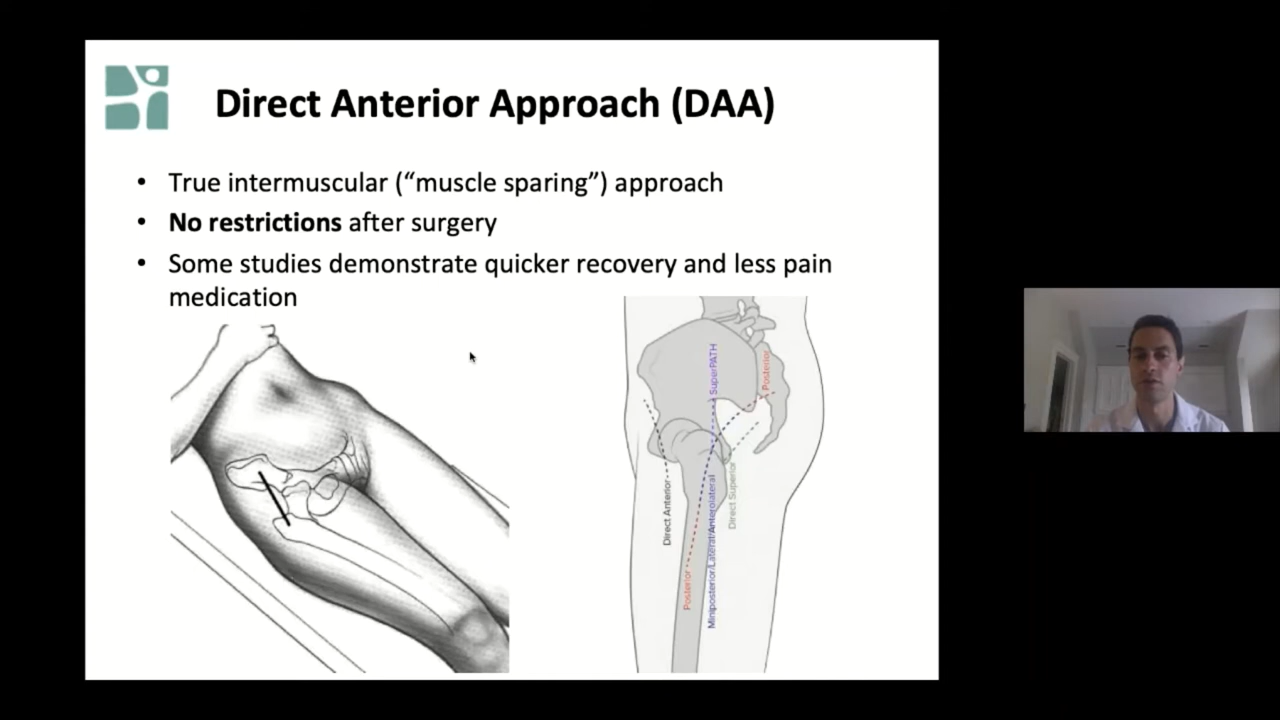 Direct Anterior Approach (DAA)
• True intermuscular (“muscle sparing”) approach
• No restrictions after surgery
• Some studies demonstrate quicker recovery and less pain
medication
SuperPATH
Posterior
Direct Anterior
Direct Superior
Miniposterior/Lateral/Anterolateral
Posterior